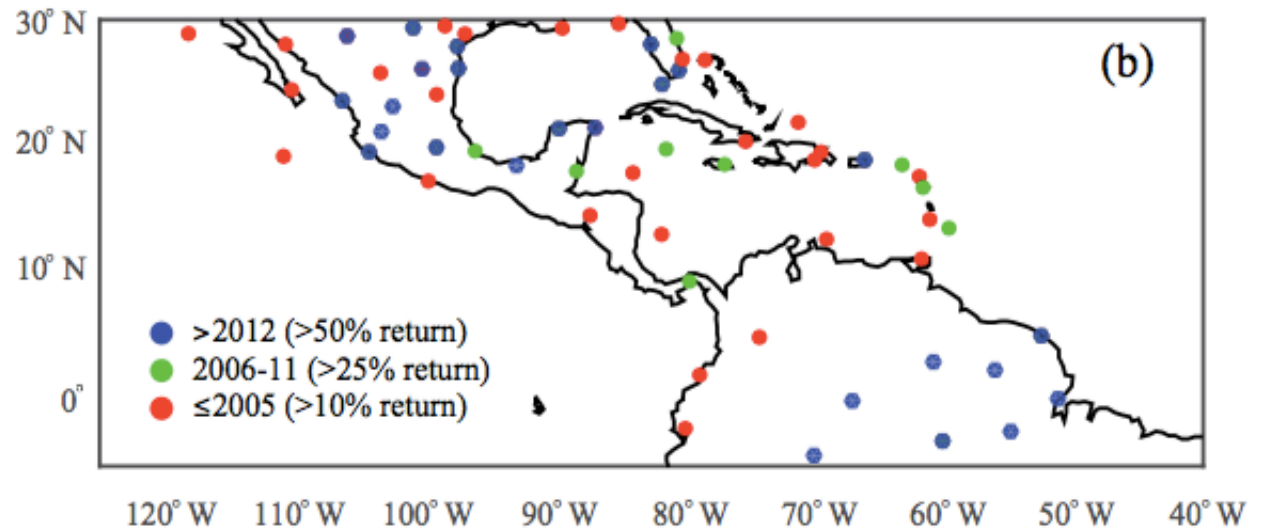 30° N
(b)
20° N
10° N
>2012 (>50% return)
2006-11 (>25% return)
0°
≤2005 (>10% return)
120° W 110° W 100° W 90° W 80° W 70° W 60° W 50° W 40° W